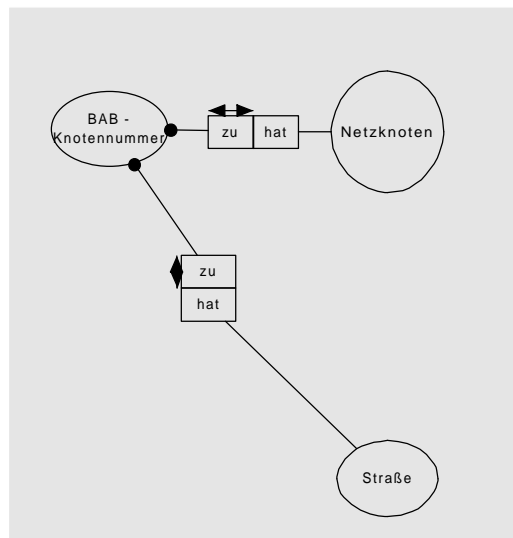 BAB -
Knotennummer
zu hat
Netzknoten
zu
hat
Straße